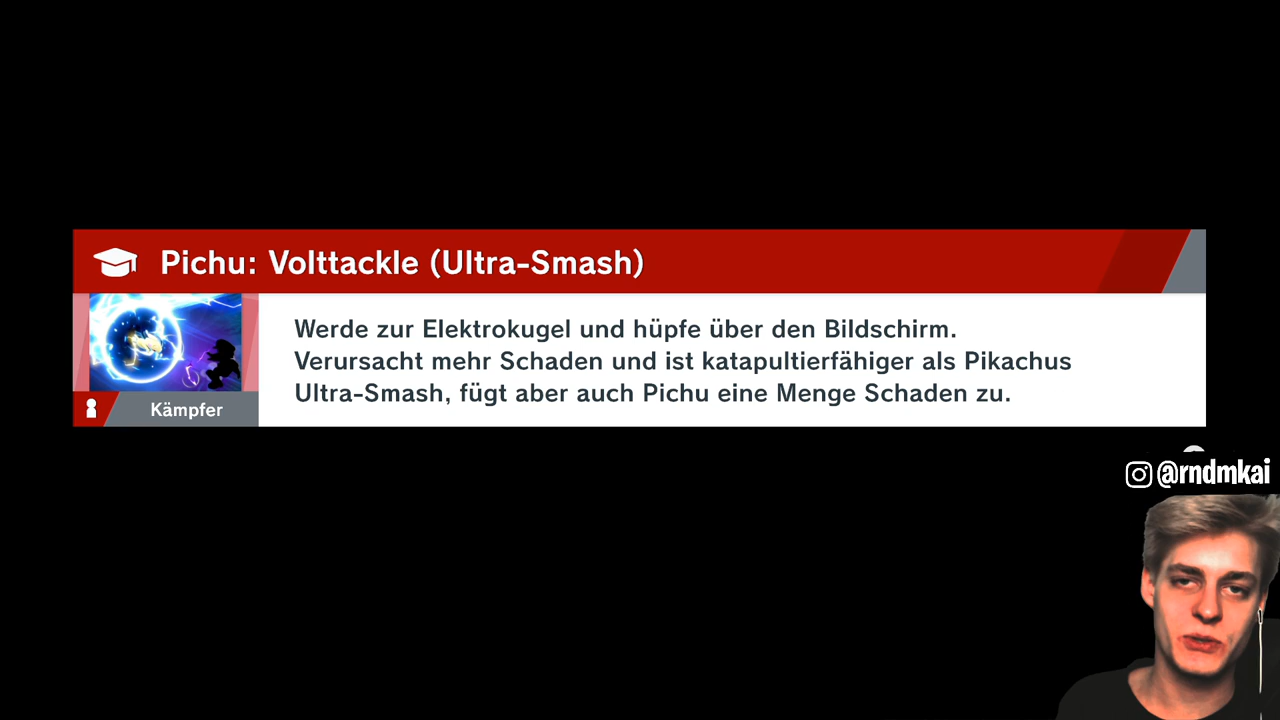 Pichu: Volttackle (Ultra-Smash)
Werde zur Elektrokugel und hüpfe über den Bildschirm.
Verursacht mehr Schaden und ist katapultierfähiger als Pikachus
Ultra-Smash, fügt aber auch Pichu eine Menge Schaden zu.
Kämpfer
@rndmkai